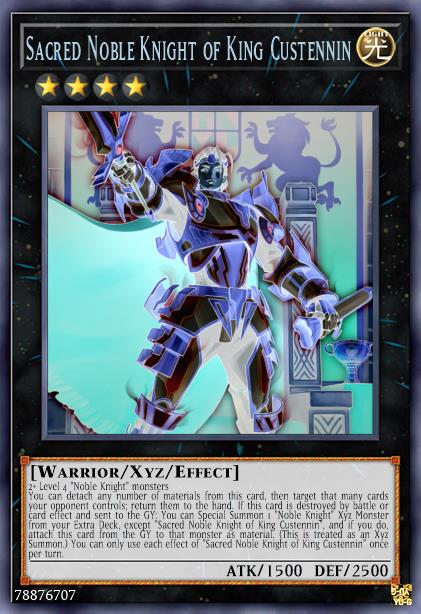 SACRED NOBLE KNIGHT OF KING CUSTENNIN
LIGHT
光
[WARRIOR/XYZ/EFFECT]
2+ Level 4 "Noble Knight" monsters
You can detach any number of materials from this card, then target that many cards
your opponent controls; return them to the hand. If this card is destroyed by battle or
card effect and sent to the GY: You can Special Summon 1 "Noble Knight" Xyz Monster
from your Extra Deck, except "Sacred Noble Knight of King Custennin", and if you do,
attach this card from the GY to that monster as material. (This is treated as an Xyz
Summon.) You can only use each effect of "Sacred Noble Knight of King Custennin" once
per turn.
ATK/1500 DEF/2500
78876707